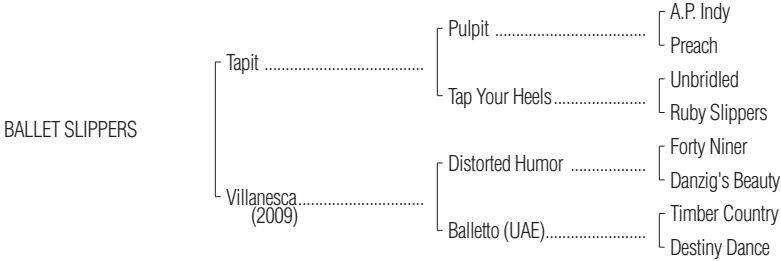 A.P. Indy
Pulpit ....................................
Preach
Tapit ......................................
Unbridled
Tap Your Heels......................
Ruby Slippers
BALLET SLIPPERS
Forty Niner
Distorted Humor ..................
Danzig's Beauty
Villanesca..............................
(2009)
Timber Country
Balletto (UAE)........................
Destiny Dance